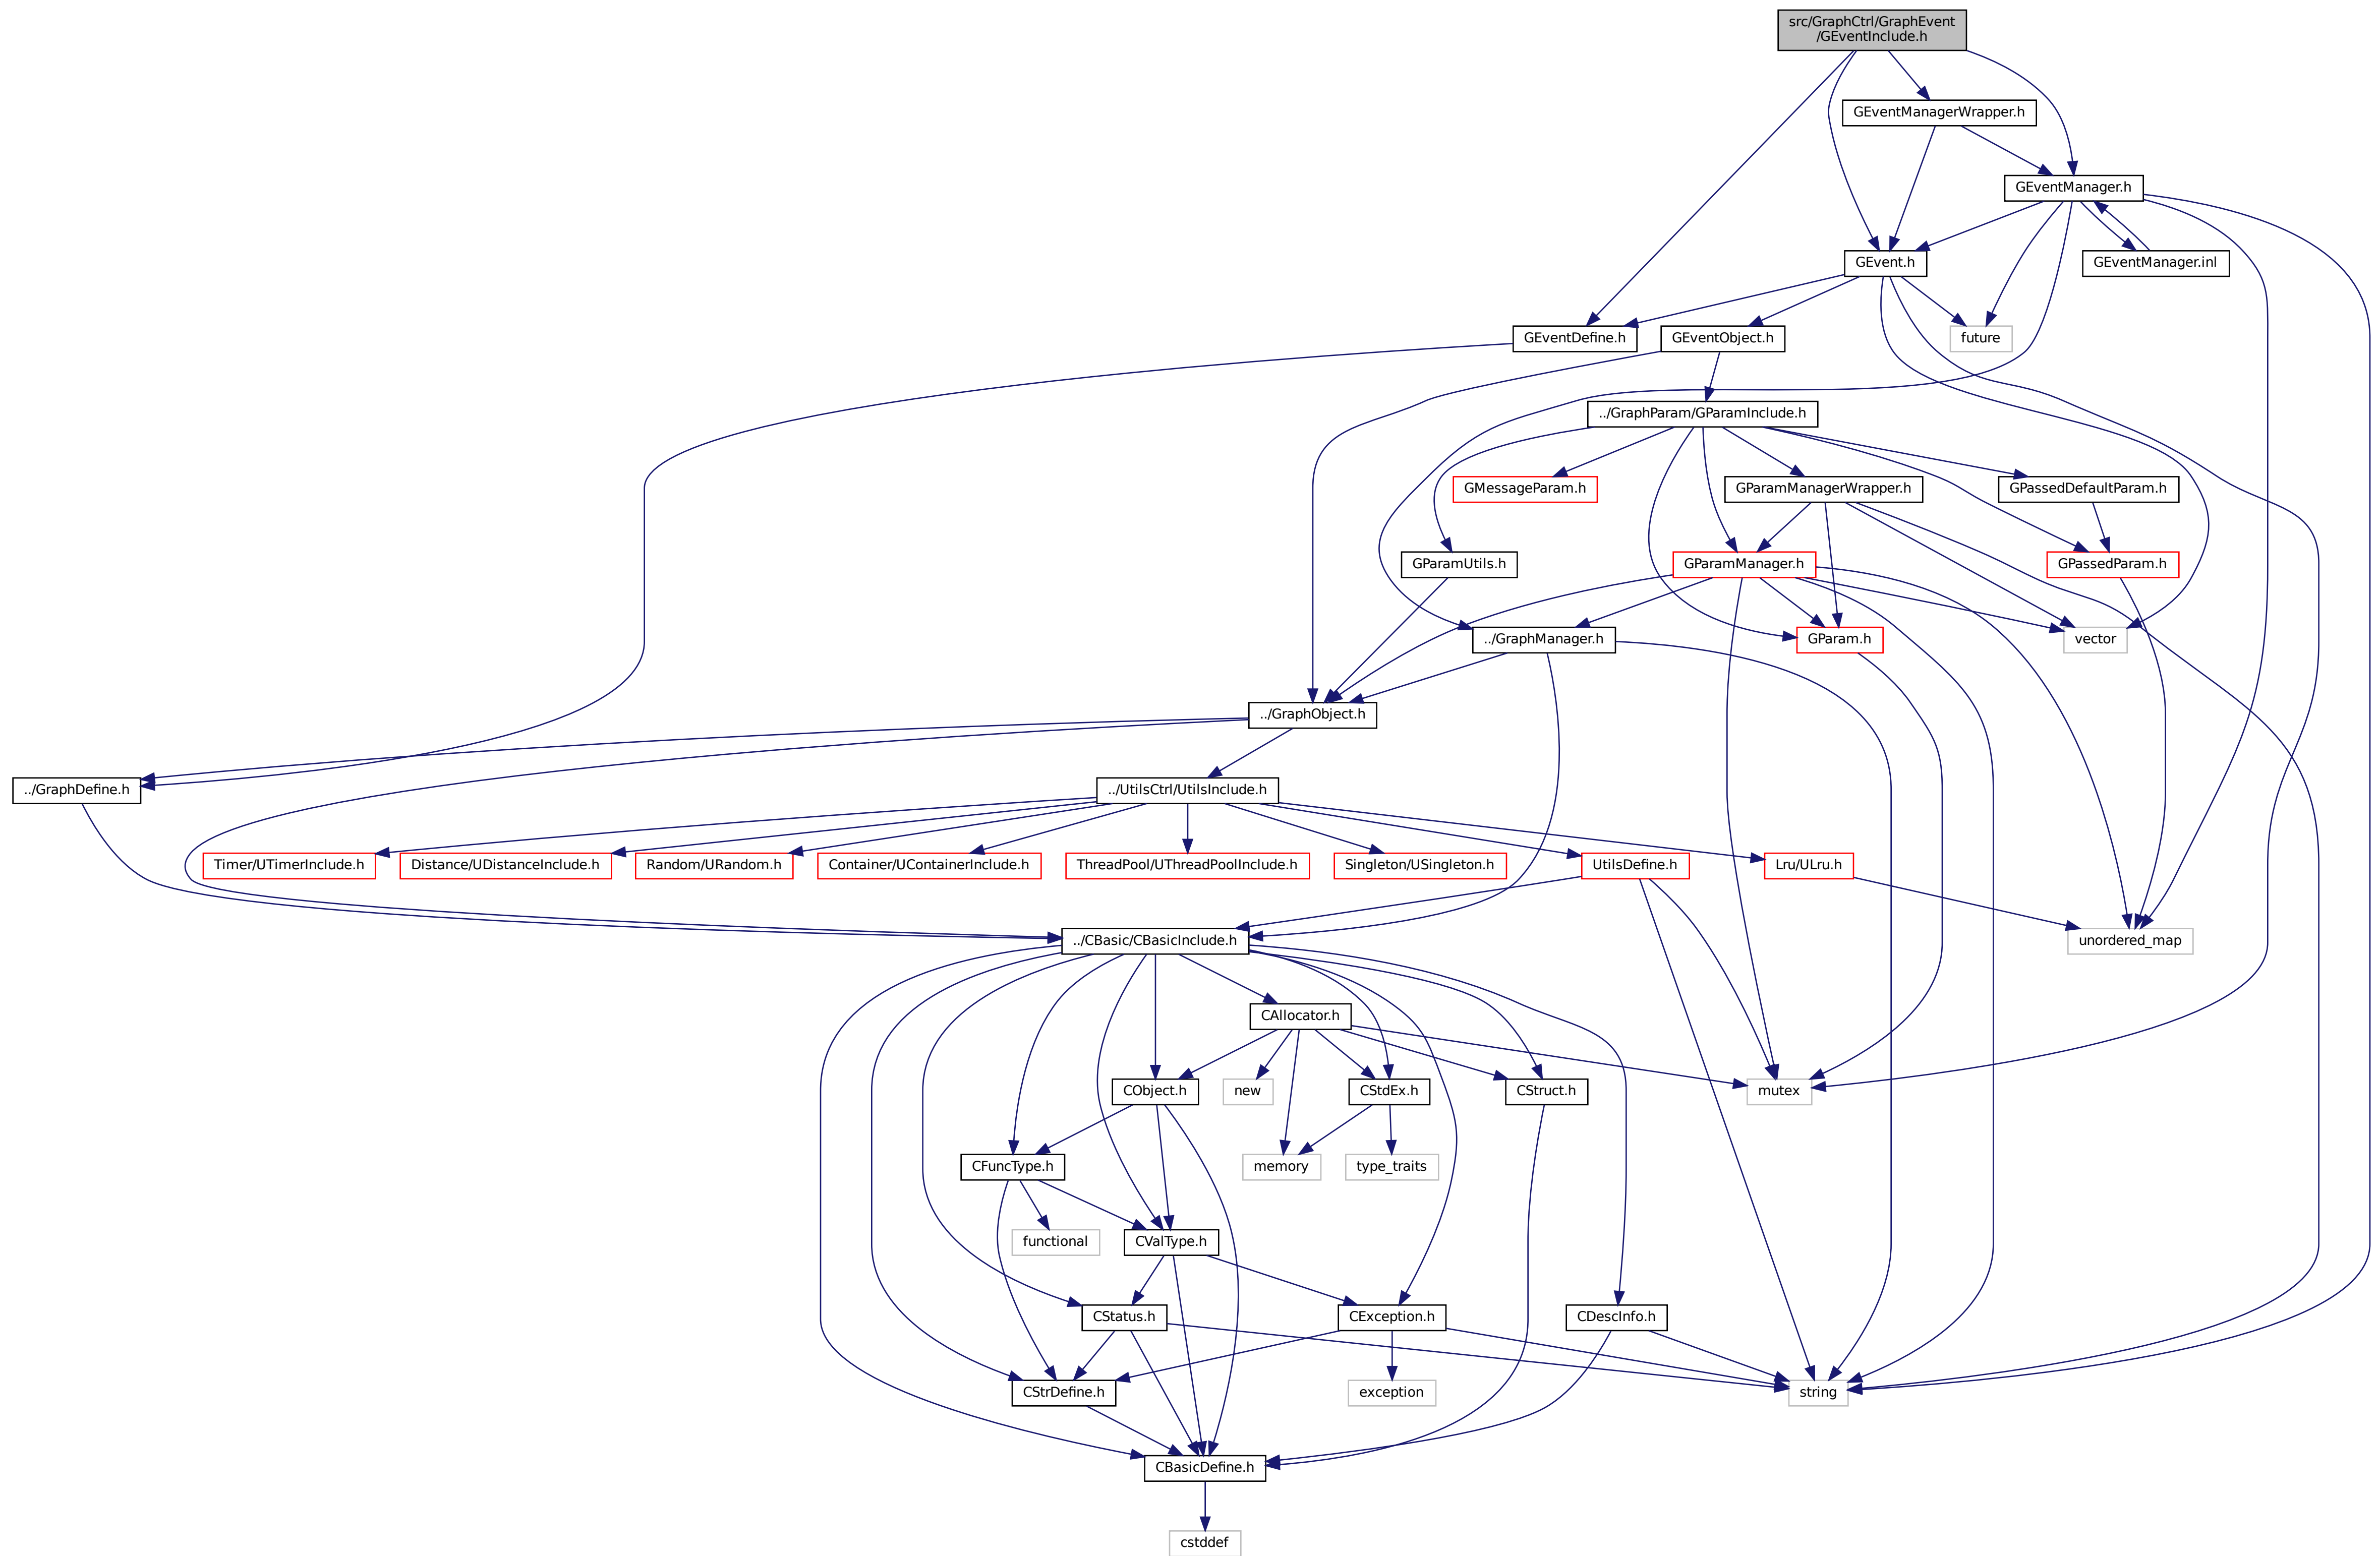 src/GraphCtrl/GraphEvent
/GEventInclude.h
GEventManagerWrapper.h
GEventManager.h
GEvent.h
GEventManager.inl
GEventDefine.h
GEventObject.h
future
../GraphParam/GParamInclude.h
GMessageParam.h
GParamManagerWrapper.h
GPassedDefaultParam.h
GParamUtils.h
GParamManager.h
GPassedParam.h
../GraphManager.h
GParam.h
vector
../GraphObject.h
../GraphDefine.h
../UtilsCtrl/UtilsInclude.h
Timer/UTimerInclude.h
Distance/UDistanceInclude.h
Random/URandom.h
Container/UContainerInclude.h
ThreadPool/UThreadPoolInclude.h
Singleton/USingleton.h
UtilsDefine.h
Lru/ULru.h
../CBasic/CBasicInclude.h
unordered_map
CAllocator.h
CObject.h
new
CStdEx.h
CStruct.h
mutex
CFuncType.h
memory
type_traits
functional
CValType.h
CStatus.h
CException.h
CDescInfo.h
CStrDefine.h
exception
string
CBasicDefine.h
cstddef